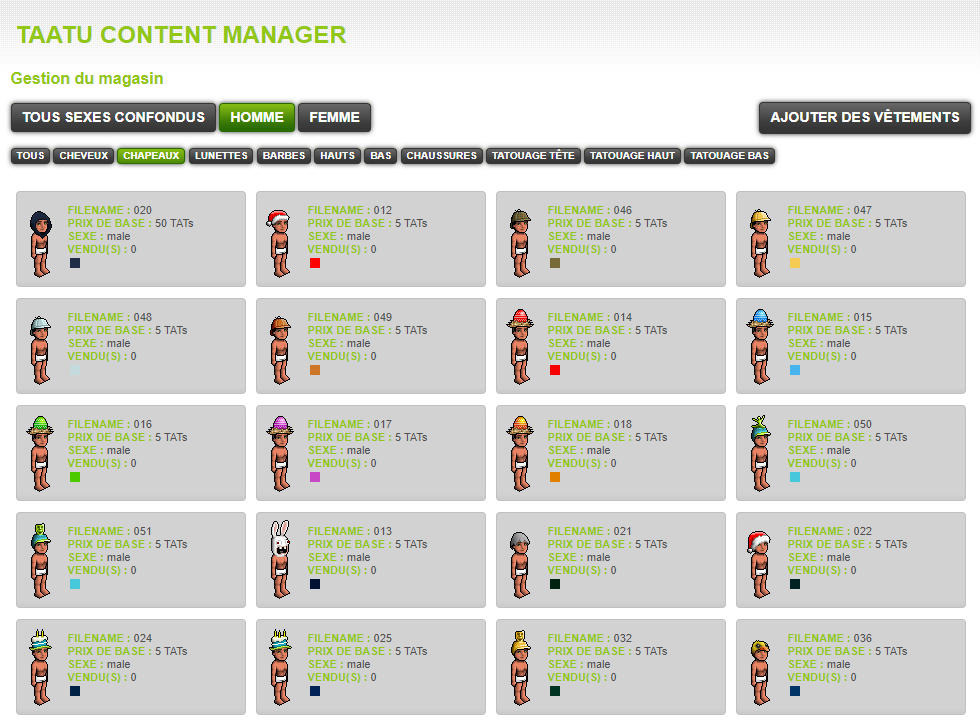 TAATU CONTENT MANAGER
Gestion du magasin
TOUS SEXES CONFONDUS HOMME FEMME AJOUTER DES VÊTEMENTS
TOUS CHEVEUX CHAPEAUX LUNETTES BARBES HAUTS BAS CHAUSSURES TATOUAGE TÊTE TATOUAGE HAUT TATOUAGE BAS
FILENAME : 020
PRIX DE BASE : 50 TATs
SEXE : male
VENDU(S) : 0
FILENAME : 012
PRIX DE BASE : 5 TATs
SEXE : male
VENDU(S) : 0
FILENAME : 046
PRIX DE BASE : 5 TATs
SEXE : male
VENDU(S) : 0
FILENAME : 047
PRIX DE BASE : 5 TATs
SEXE : male
VENDU(S) : 0
FILENAME : 048
PRIX DE BASE : 5 TATs
SEXE : male
VENDU(S) : 0
FILENAME : 049
PRIX DE BASE : 5 TATs
SEXE : male
VENDU(S) : 0
FILENAME : 014
PRIX DE BASE : 5 TATs
SEXE : male
VENDU(S) : 0
FILENAME : 015
PRIX DE BASE : 5 TATs
SEXE : male
VENDU(S) : 0
FILENAME : 016
PRIX DE BASE : 5 TATs
SEXE : male
VENDU(S) : 0
FILENAME : 017
PRIX DE BASE : 5 TATs
SEXE : male
VENDU(S) : 0
FILENAME : 018
PRIX DE BASE : 5 TATs
SEXE : male
VENDU(S) : 0
FILENAME : 050
PRIX DE BASE : 5 TATs
SEXE : male
VENDU(S) : 0
FILENAME : 051
PRIX DE BASE : 5 TATs
SEXE : male
VENDU(S) : 0
FILENAME : 013
PRIX DE BASE : 5 TATs
SEXE : male
VENDU(S) : 0
FILENAME : 021
PRIX DE BASE : 5 TATs
SEXE : male
VENDU(S) : 0
FILENAME : 022
PRIX DE BASE : 5 TATs
SEXE : male
VENDU(S) : 0
FILENAME : 024
PRIX DE BASE : 5 TATs
SEXE : male
VENDU(S) : 0
FILENAME : 025
PRIX DE BASE : 5 TATs
SEXE : male
VENDU(S) : 0
FILENAME : 032
PRIX DE BASE : 5 TATs
SEXE : male
VENDU(S) : 0
FILENAME : 036
PRIX DE BASE : 5 TATs
SEXE : male
VENDU(S) : 0